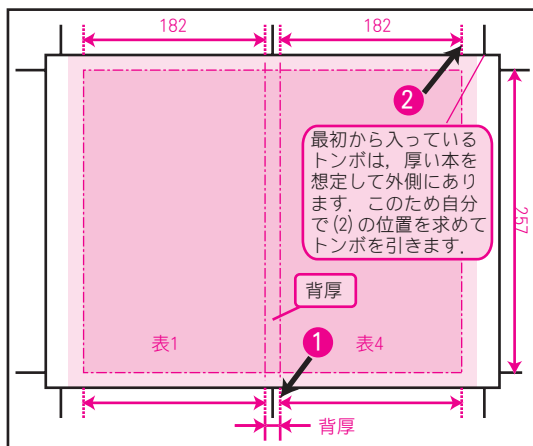 182
182
2
最初から入っている
トンボは，厚い本を
想定して外側にあり
ます．このため自分
で(2)の位置を求めて
トンボを引きます．
257
背厚
表1
1
表4
背厚